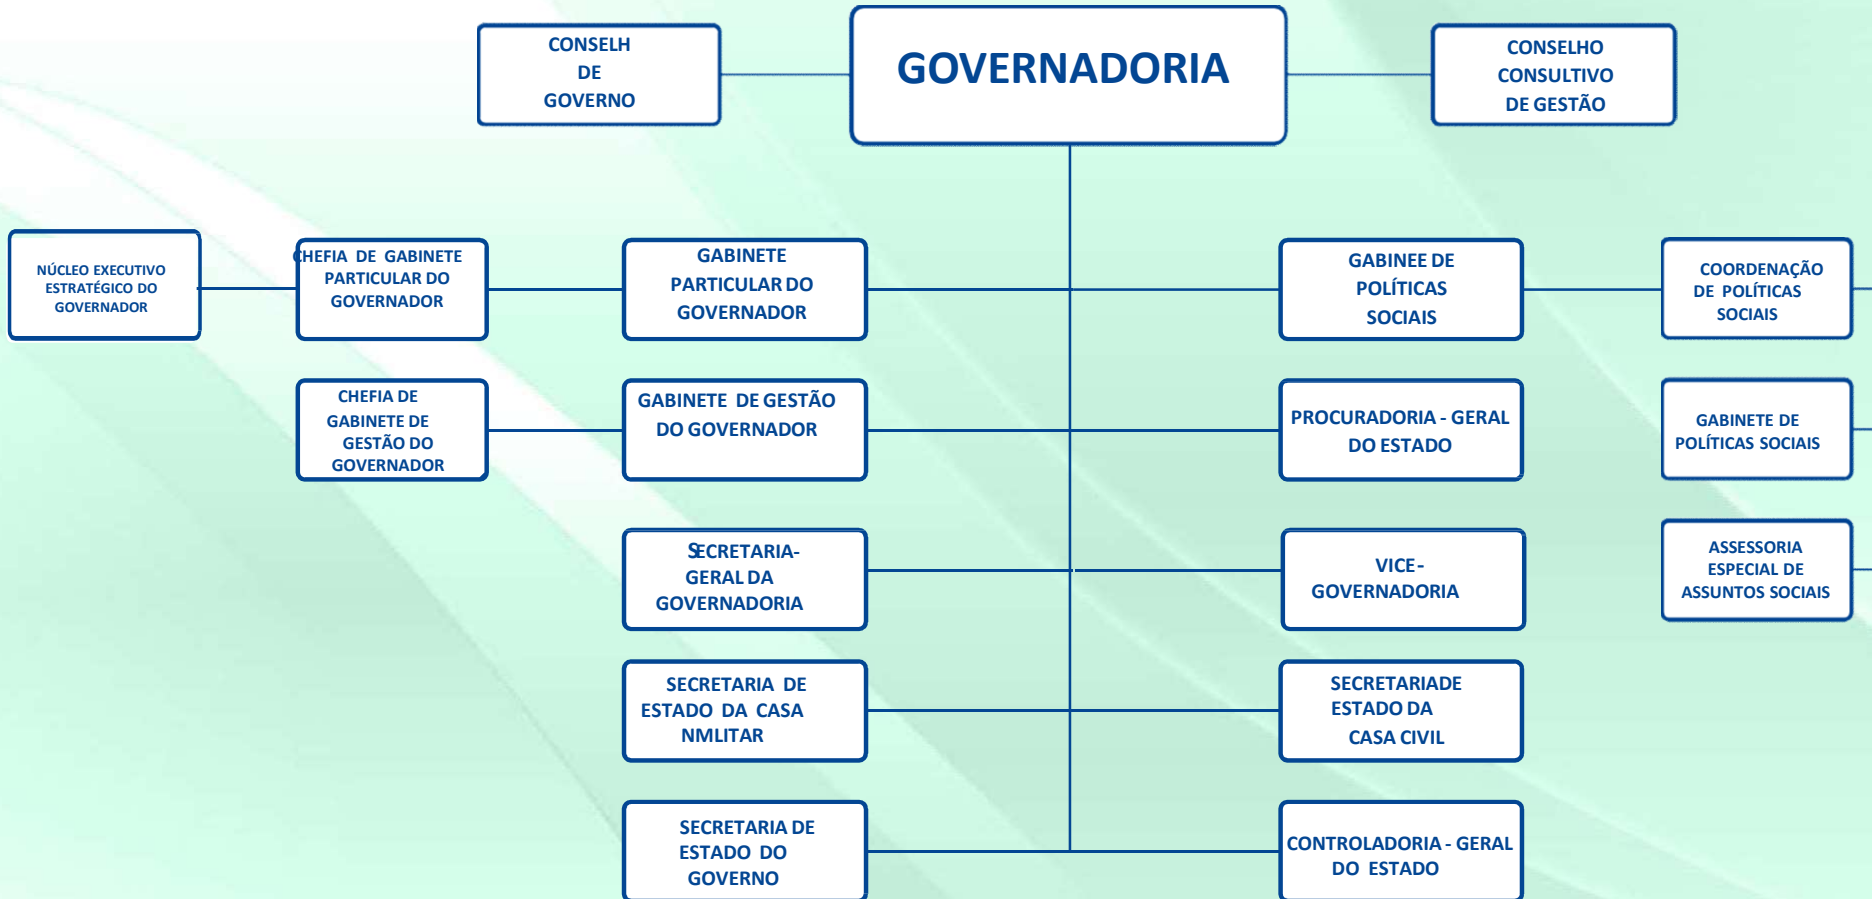 CONSELH
DE
GOVERNO
GOVERNADORIA
CONSELHO
CONSULTIVO
DE GESTÃO
NÚCLEO EXECUTIVO
ESTRATÉGICO DO
GOVERNADOR
CHEFIA DE GABINETE
PARTICULAR DO
GOVERNADOR
GABINETE
PARTICULAR DO
GOVERNADOR
GABINEE DE
POLÍTICAS
SOCIAIS
COORDENAÇÃO
DE POLÍTICAS
SOCIAIS
CHEFIA DE
GABINETE DE
GESTÃO DO
GOVERNADOR
GABINETE DE GESTÃO
DO GOVERNADOR
PROCURADORIA - GERAL
DO ESTADO
GABINETE DE
POLÍTICAS SOCIAIS
SECRETARIA-
GERAL DA
GOVERNADORIA
VICE-
GOVERNADORIA
ASSESSORIA
ESPECIAL DE
ASSUNTOS SOCIAIS
SECRETARIA DE
ESTADO DA CASA
NMLITAR
SECRETARIADE
ESTADO DA
CASA CIVIL
SECRETARIA DE
ESTADO DO
GOVERNO
CONTROLADORIA - GERAL
DO ESTADO